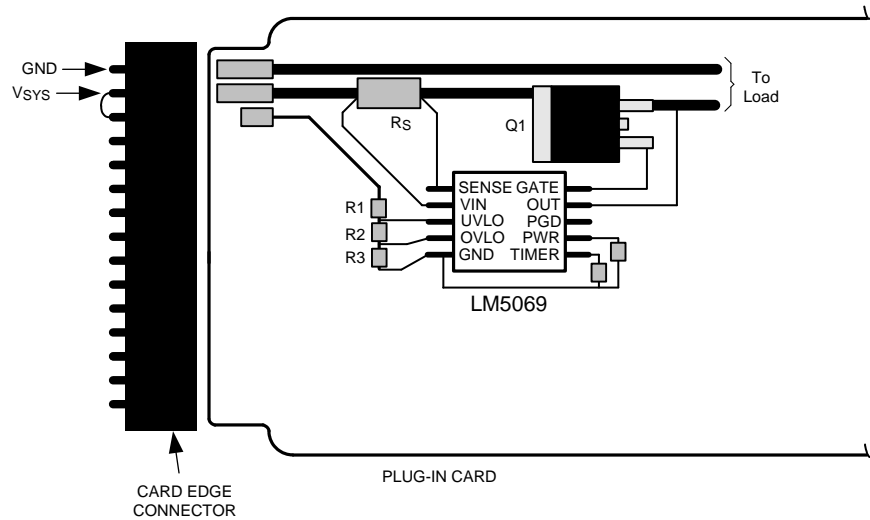 GND
VSYS
RS
Q1
To
Load
SENSE GATE
VIN OUT
UVLO PGD
OVLO PWR
GND TIMER
R1
R2
R3
LM5069
PLUG-IN CARD
CARD EDGE
CONNECTOR